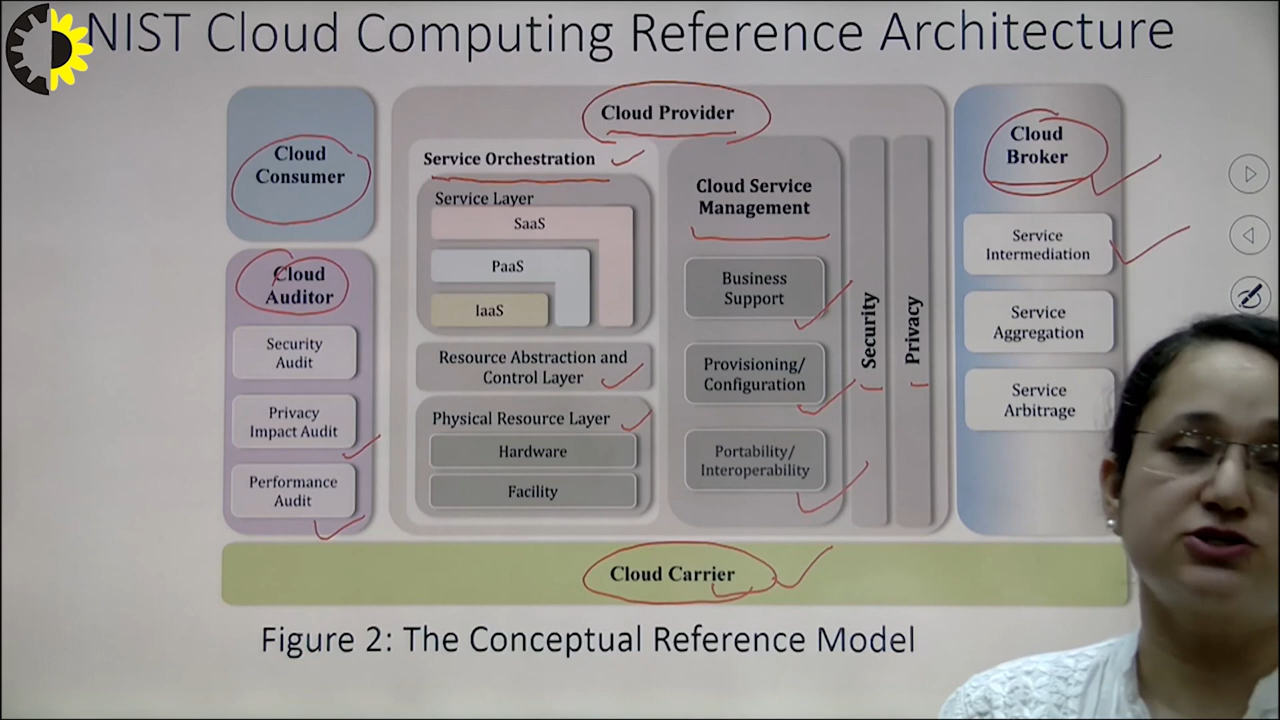 NIST Cloud Computing Reference Architecture
Cloud
Consumer
Cloud
Auditor
Security
Audit
Privacy
Impact Audit
Performance
Audit
Cloud Provider
Service Orchestration
Service Layer
SaaS
PaaS
IaaS
Resource Abstraction and
Control Layer
Physical Resource Layer
Hardware
Facility
Cloud Service
Management
Business
Support
Provisioning/
Configuration
Portability/
Interoperability
Security
Privacy
Cloud
Broker
Service
Intermediation
Service
Aggregation
Service
Arbitrage
Cloud Carrier
Figure 2: The Conceptual Reference Model